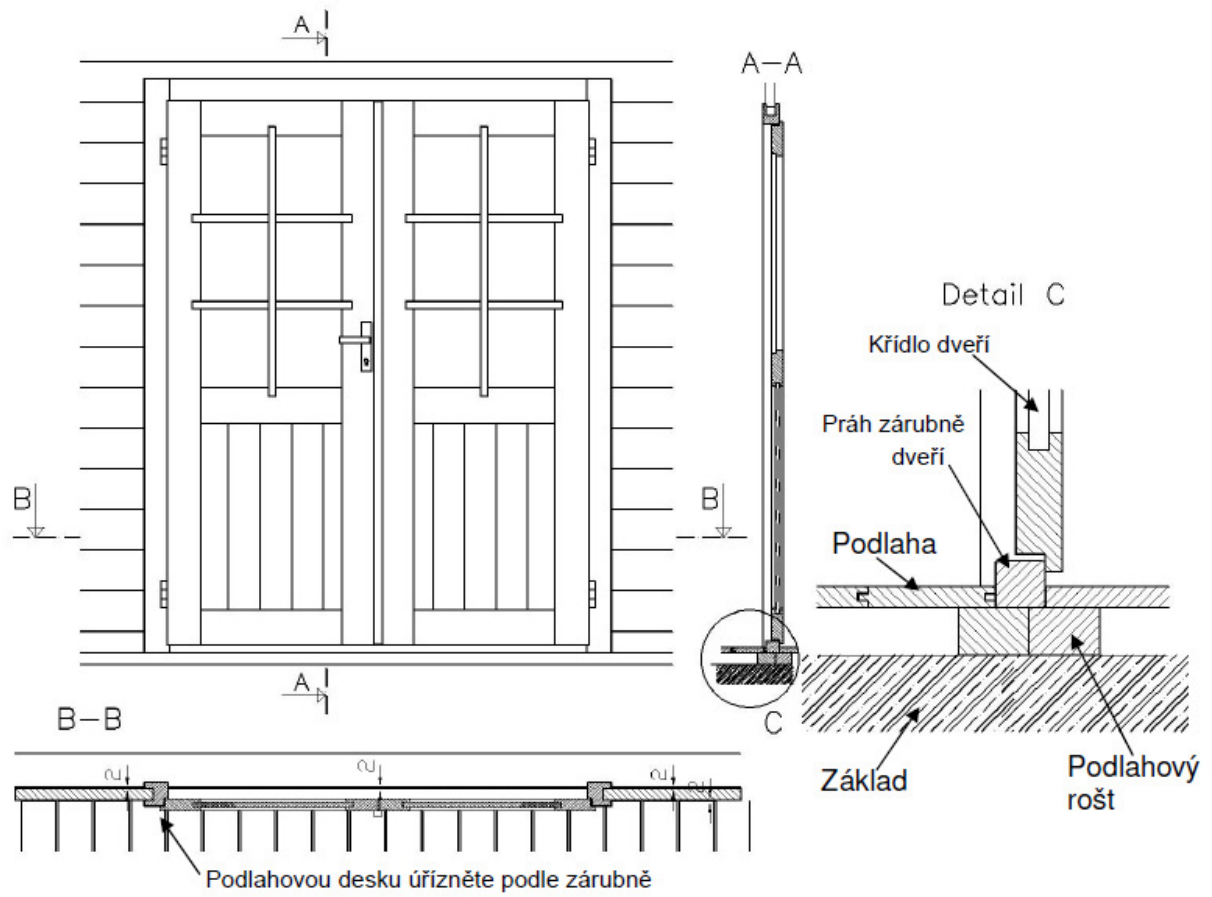 A
A–A
Detail C
Křídlo dveří
Práh zárubně
dveří
B
B
Podlaha
A
C
B–B
Základ
Podlahový
rošt
2
2
2
2
Podlahovou desku úřízněte podle zárubně